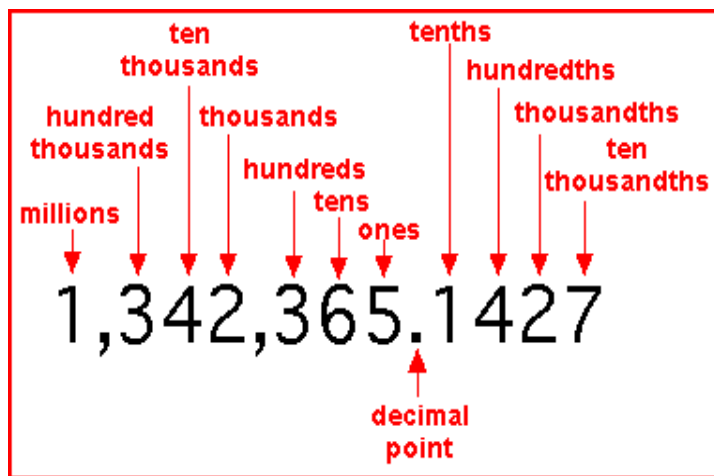 ten
thousands
tenths
hundredths
hundred
thousands
thousands
thousandths
ten
thousandths
hundreds
tens
millions
ones
1,342,365.1427
decimal
point